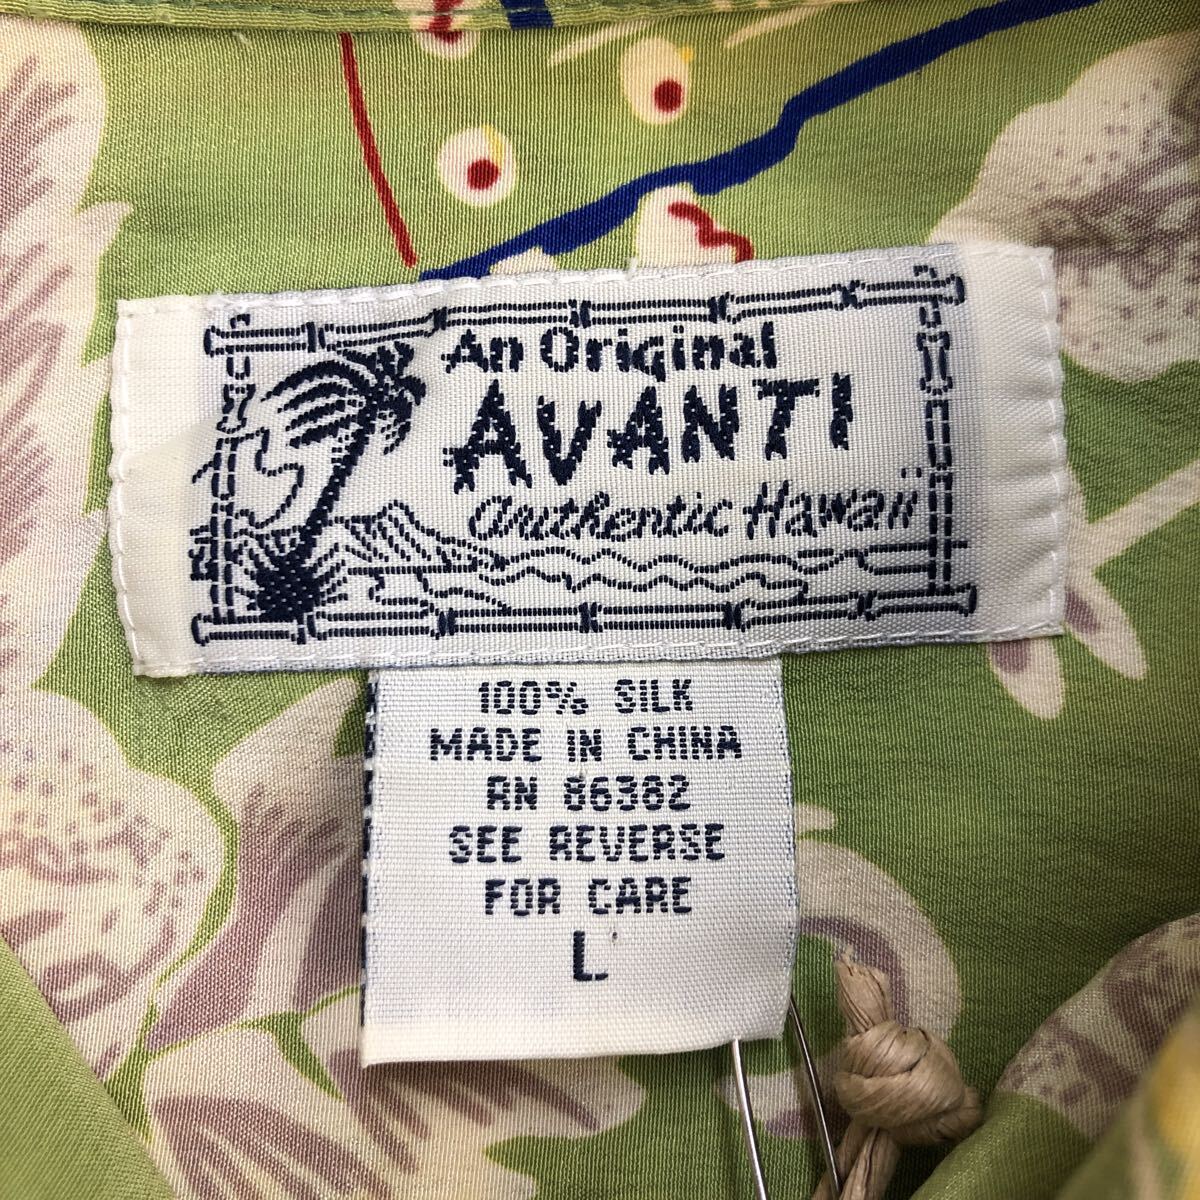 An Original
AVANTI
authentic Hawaii
100% SILK
MADE IN CHINA
RN 86382
SEE REVERSE
FOR CARE
L